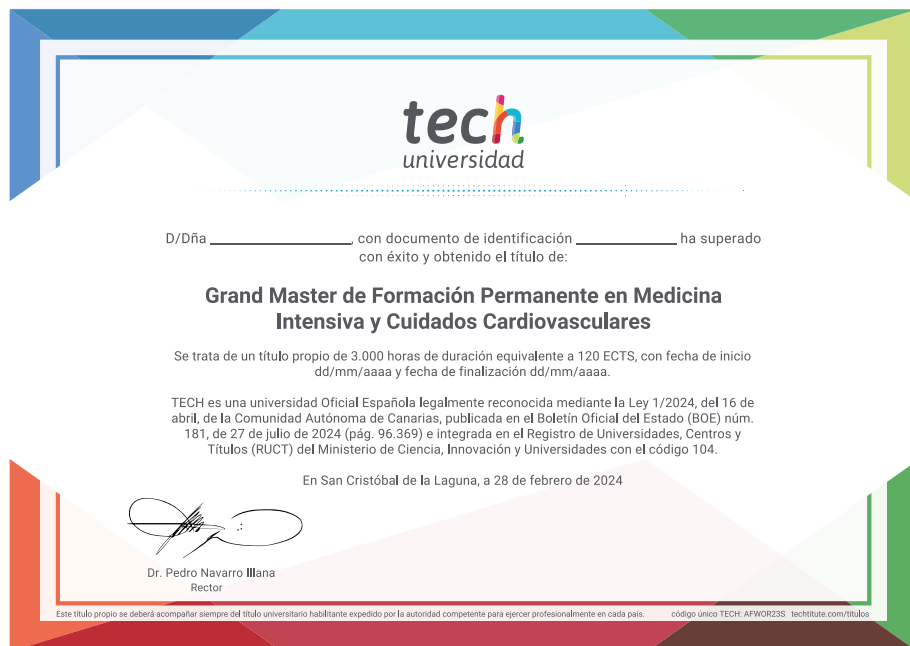 tech
universidad
D/Dña ________________, con documento de identificación ____________ ha superado
con éxito y obtenido el título de:
Grand Master de Formación Permanente en Medicina
Intensiva y Cuidados Cardiovasculares
Se trata de un título propio de 3.000 horas de duración equivalente a 120 ECTS, con fecha de inicio
dd/mm/aaaa y fecha de finalización dd/mm/aaaa.
TECH es una universidad Oficial Española legalmente reconocida mediante la Ley 1/2024, del 16 de
abril, de la Comunidad Autónoma de Canarias, publicada en el Boletín Oficial del Estado (BOE) núm.
181, de 27 de julio de 2024 (pág. 96.369) e integrada en el Registro de Universidades, Centros y
Títulos (RUCT) del Ministerio de Ciencia, Innovación y Universidades con el código 104.
En San Cristóbal de la Laguna, a 28 de febrero de 2024
Dr. Pedro Navarro Illana
Rector
Este título propio se deberá acompañar siempre del título universitario habilitante expedido por la autoridad competente para ejercer profesionalmente en cada país. código único TECH: AFWOR23S techtitute.com/titulos